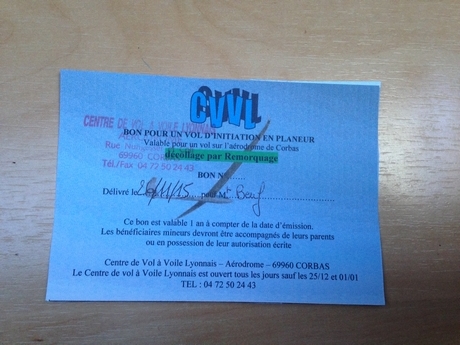 CVVL
CENTRE DE VOL A VOILE LYONNAIS
BON POUR UN VOL D'INITIATION EN PLANEUR
Valable pour un vol sur l'aérodrome de Corbas
Rue
69960
décollage par Remorquage
Tél./Fax 04 72 50 24 43
BON N
Délivré le 26/11/15 pour Mr
Ce bon est valable 1 an à compter de la date d'émission.
Les bénéficiaires mineurs devront être accompagnés de leurs parents
ou en possession de leur autorisation écrite
Centre de Vol à Voile Lyonnais – Aérodrome – 69960 CORBAS
Le Centre de vol à Voile Lyonnais est ouvert tous les jours sauf les 25/12 et 01/01
TEL : 04 72 50 24 43